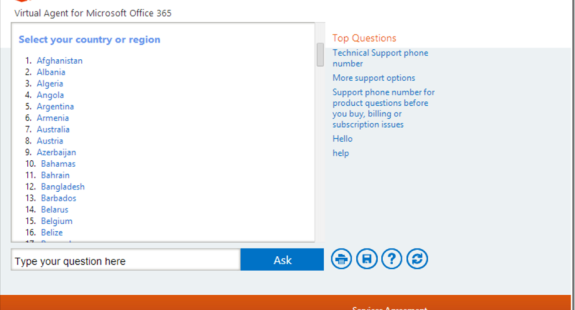 Virtual Agent for Microsoft Office 365
Select your country or region
1. Afghanistan
2. Albania
3. Algeria
4. Angola
5. Argentina
6. Armenia
7. Australia
8. Austria
9. Azerbaijan
10. Bahamas
11. Bahrain
12. Bangladesh
13. Barbados
14. Belarus
15. Belgium
16. Belize
Top Questions
Technical Support phone
number
More support options
Support phone number for
product questions before
you buy, billing or
subscription issues
Hello
help
Type your question here
Ask